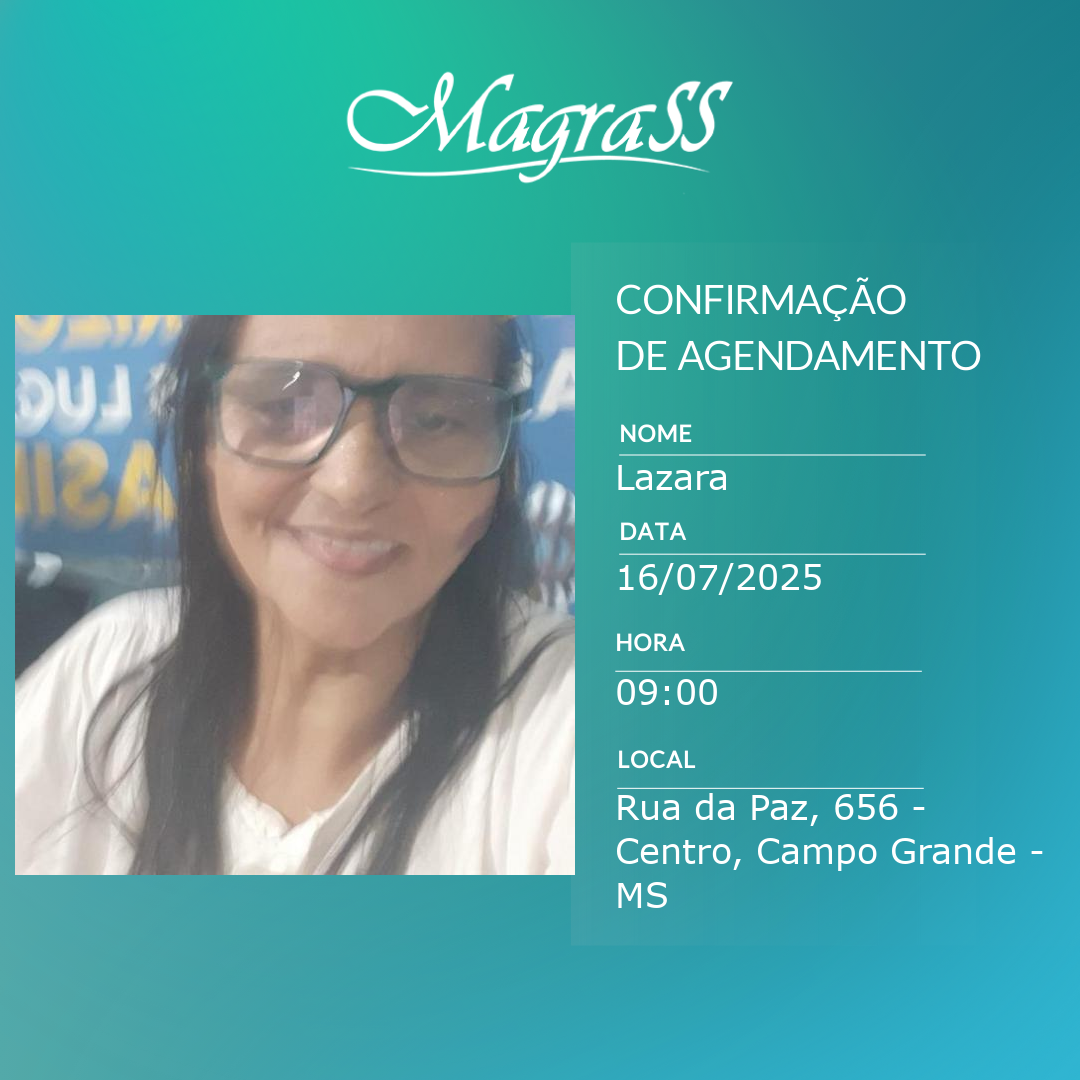 MagraSS
CONFIRMAÇÃO
DE AGENDAMENTO
NOME
Lazara
DATA
16/07/2025
HORA
09:00
LOCAL
Rua da Paz, 656 -
Centro, Campo Grande -
MS